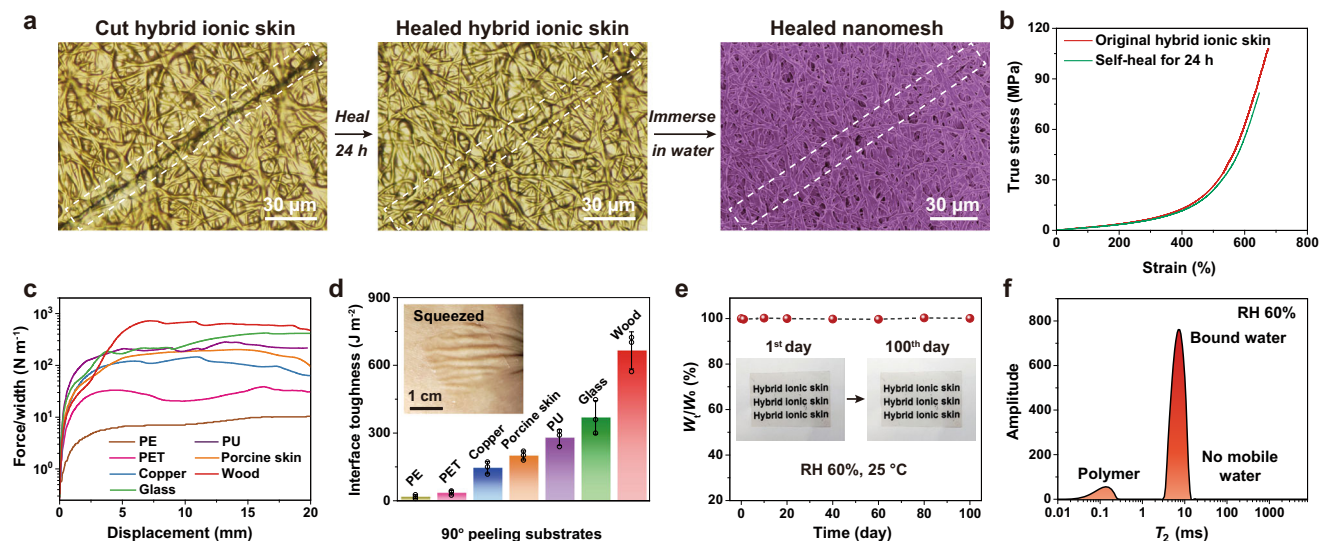 a
Cut hybrid ionic skin
Healed hybrid ionic skin
Healed nanomesh
Heal
24 h
Immerse
in water
30 μm
30 μm
30 μm
b
Original hybrid ionic skin
Self-heal for 24 h
True stress (MPa)
120
90
60
30
0
0 200 400 600 800
Strain (%)
c
Force/width (N m⁻¹)
10³
10²
10¹
10⁰
PE
PET
Copper
Glass
PU
Porcine skin
Wood
0 5 10 15 20
Displacement (mm)
d
Interface toughness (J m⁻²)
900
600
300
0
Squeezed
1 cm
PE
PET
Copper
Porcine skin
PU
Glass
Wood
90° peeling substrates
e
Wt/W₀ (%)
120
100
80
60
40
20
1st day
100th day
Hybrid ionic skin
Hybrid ionic skin
Hybrid ionic skin
Hybrid ionic skin
Hybrid ionic skin
Hybrid ionic skin
RH 60%, 25 °C
0 20 40 60 80 100
Time (day)
f
Amplitude
800
600
400
200
0
RH 60%
Bound water
Polymer
No mobile
water
0.01 0.1 1 10 100 1000
T₂ (ms)